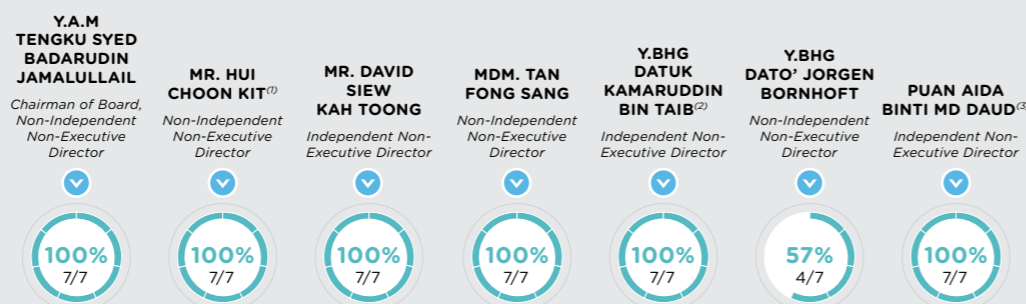 Y.A.M
TENGKU SYED
BADARUDIN
JAMALULLAIL
Chairman of Board,
Non-Independent
Non-Executive
Director
100%
7/7
MR. HUI
CHOON KIT(1)
Non-Independent
Non-Executive
Director
100%
7/7
MR. DAVID
SIEW
KAH TOONG
Independent Non-
Executive Director
100%
7/7
MDM. TAN
FONG SANG
Non-Independent
Non-Executive
Director
100%
7/7
Y.BHG
DATUK
KAMARUDDIN
BIN TAIB(2)
Independent Non-
Executive Director
100%
7/7
Y.BHG
DATO’ JORGEN
BORNHOFT
Non-Independent
Non-Executive
Director
57%
4/7
PUAN AIDA
BINTI MD DAUD(3)
Independent Non-
Executive Director
100%
7/7